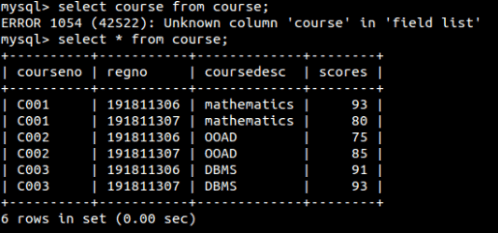 mysql> select course from course;
ERROR 1054 (42S22): Unknown column 'course' in 'field list'
mysql> select * from course;
+----------+-----------+-------------+--------+
| courseno | regno     | coursedesc  | scores |
+----------+-----------+-------------+--------+
| C001     | 191811306 | mathematics |     93 |
| C001     | 191811307 | mathematics |     80 |
| C002     | 191811306 | OOAD        |     75 |
| C002     | 191811307 | OOAD        |     85 |
| C003     | 191811306 | DBMS        |     91 |
| C003     | 191811307 | DBMS        |     93 |
+----------+-----------+-------------+--------+
6 rows in set (0.00 sec)